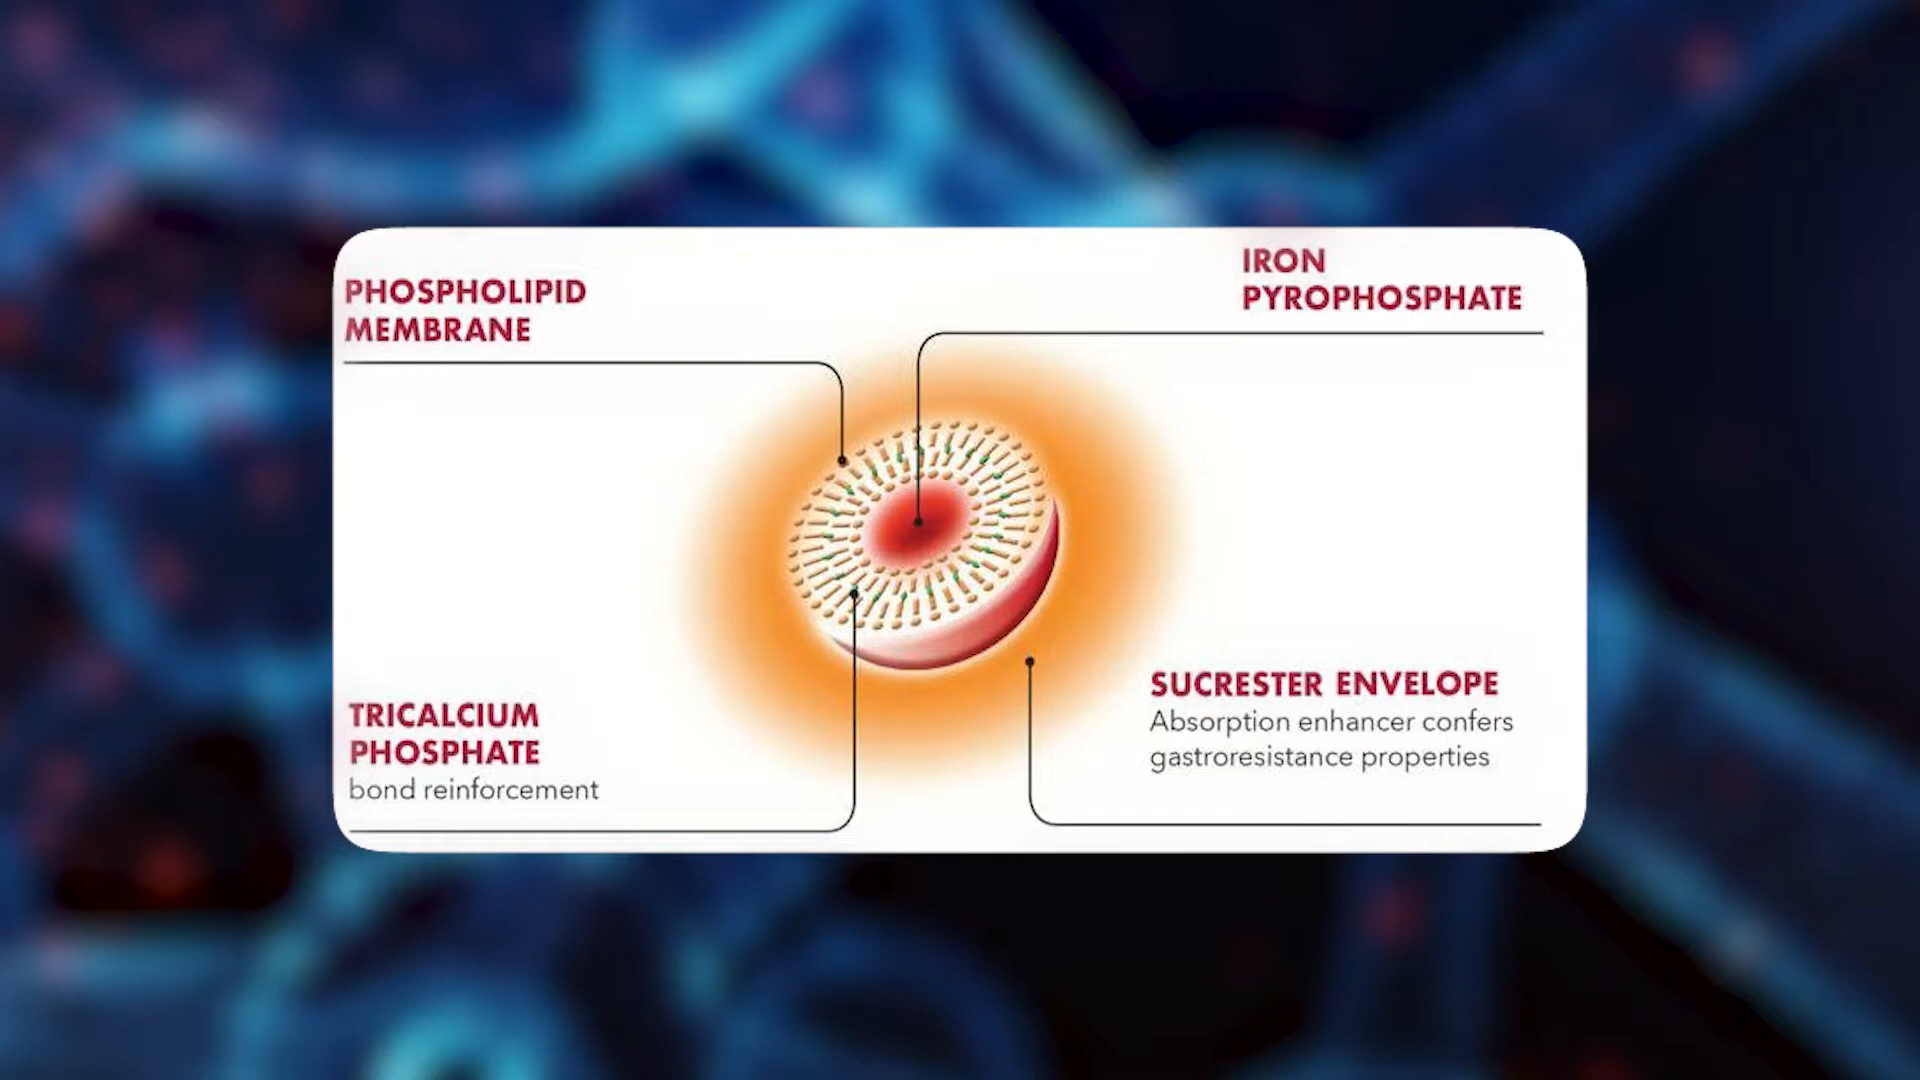 PHOSPHOLIPID
MEMBRANE
IRON
PYROPHOSPHATE
TRICALCIUM
PHOSPHATE
bond reinforcement
SUCRESTER ENVELOPE
Absorption enhancer confers
gastroresistance properties